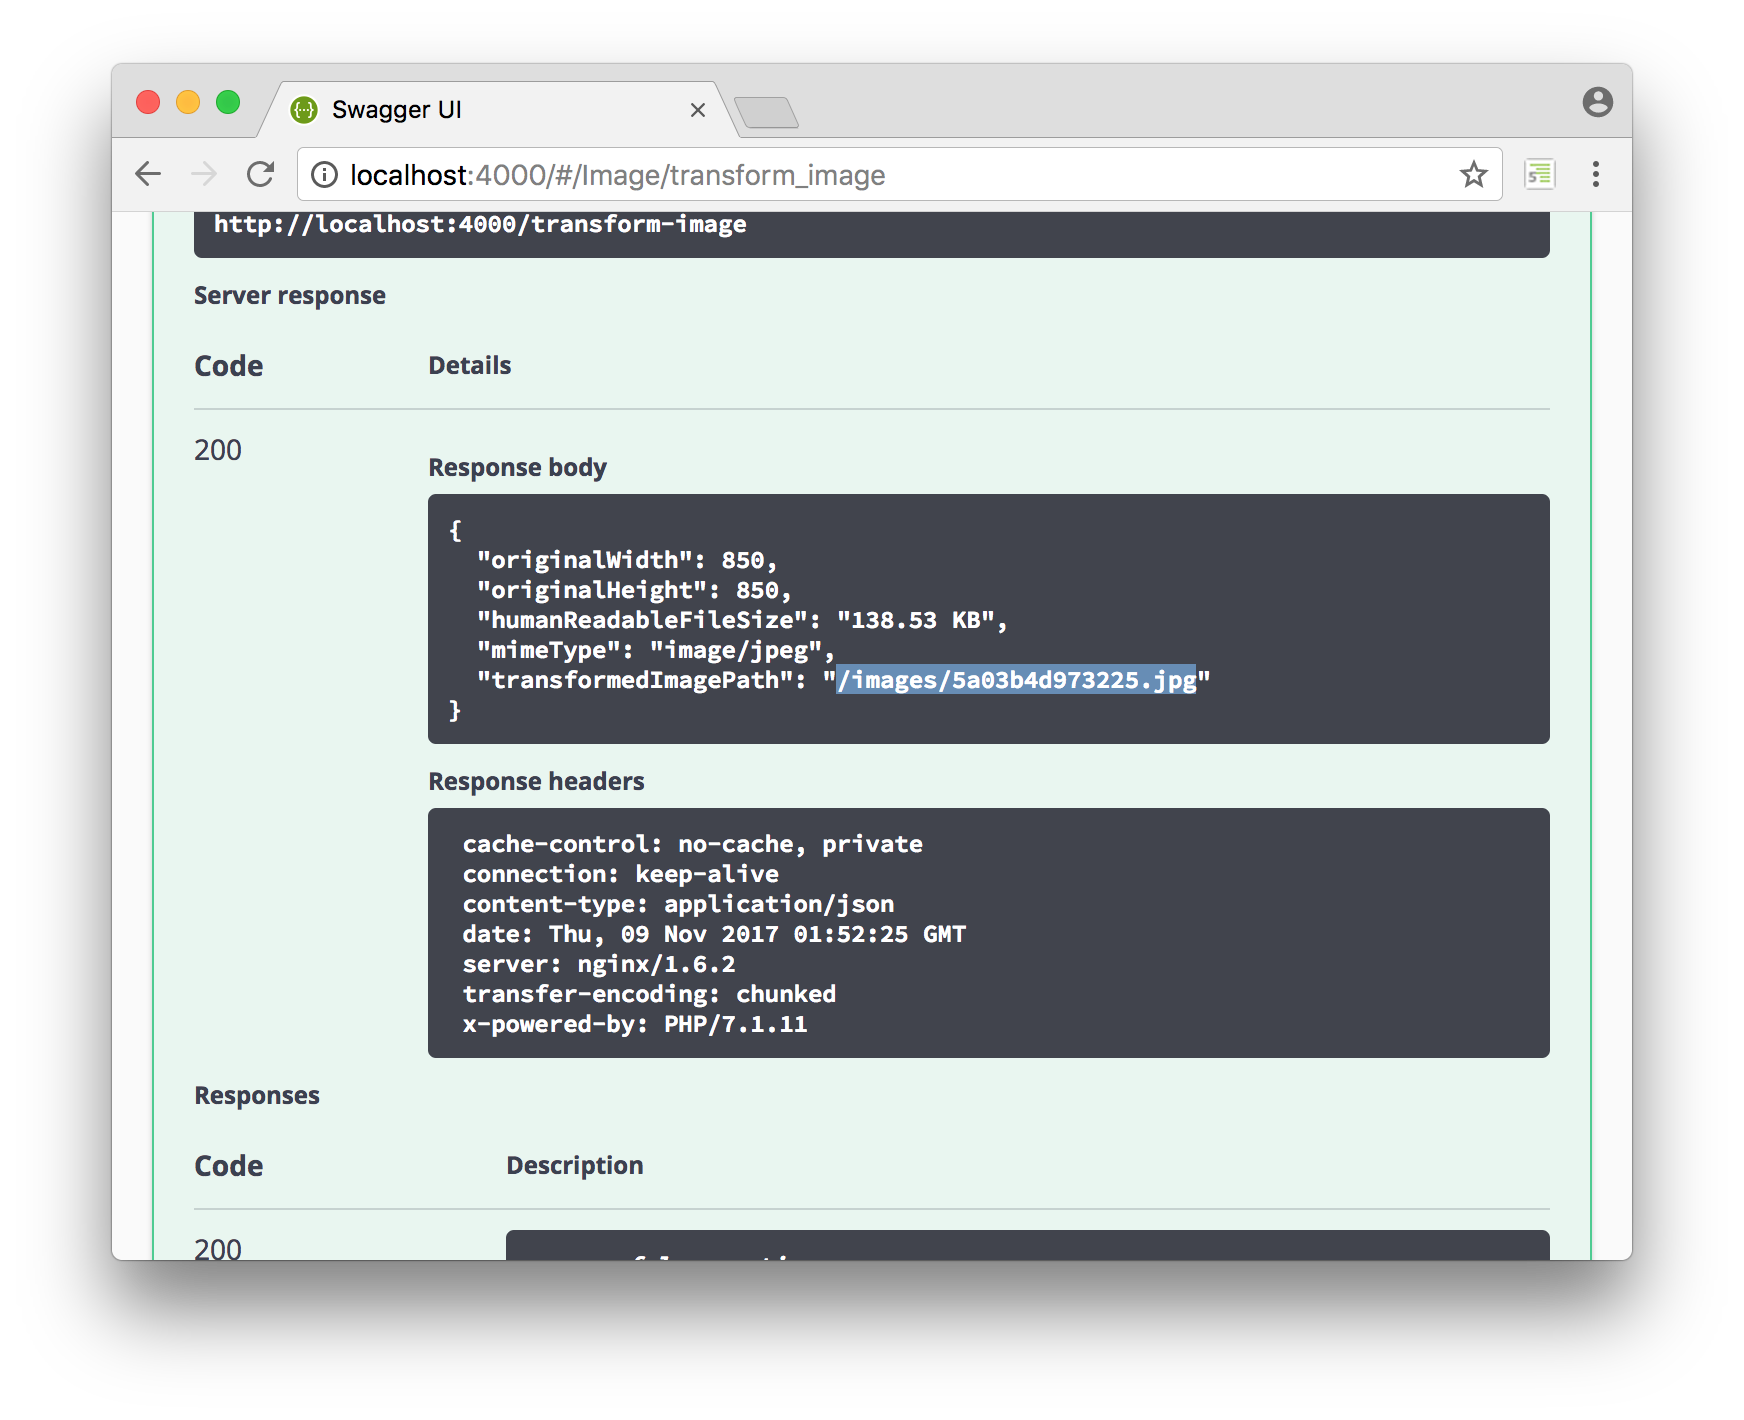 Swagger UI
localhost:4000/#/Image/transform_image
http://localhost:4000/transform-image
Server response
Code Details
200
Response body
{
"originalWidth": 850,
"originalHeight": 850,
"humanReadableFileSize": "138.53 KB",
"mimeType": "image/jpeg",
"transformedImagePath": "/images/5a03b4d973225.jpg"
}
Response headers
cache-control: no-cache, private
connection: keep-alive
content-type: application/json
date: Thu, 09 Nov 2017 01:52:25 GMT
server: nginx/1.6.2
transfer-encoding: chunked
x-powered-by: PHP/7.1.11
Responses
Code Description
200